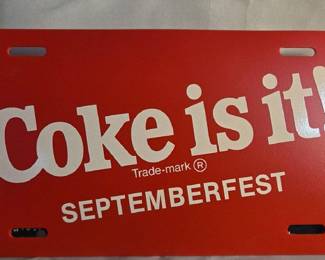 Coke is it!
Trade-mark ®
SEPTEMBERFEST